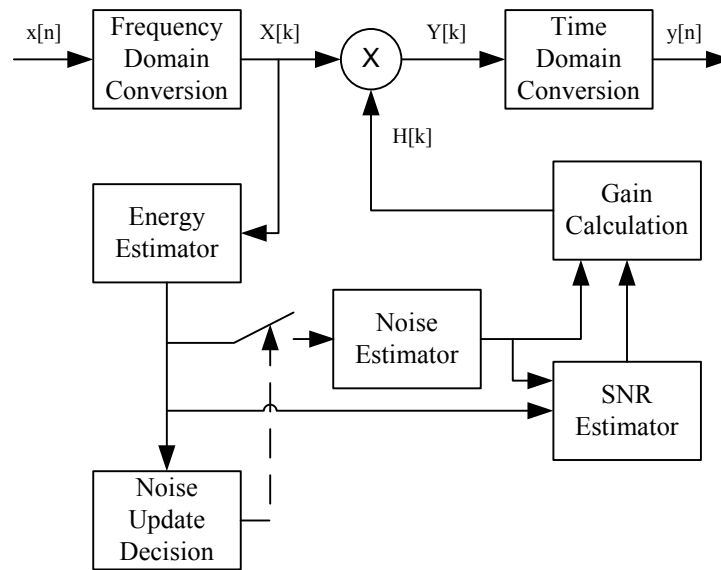 x[n]
Frequency
Domain
Conversion
X[k]
X
Y[k]
Time
Domain
Conversion
y[n]
H[k]
Energy
Estimator
Gain
Calculation
Noise
Estimator
SNR
Estimator
Noise
Update
Decision